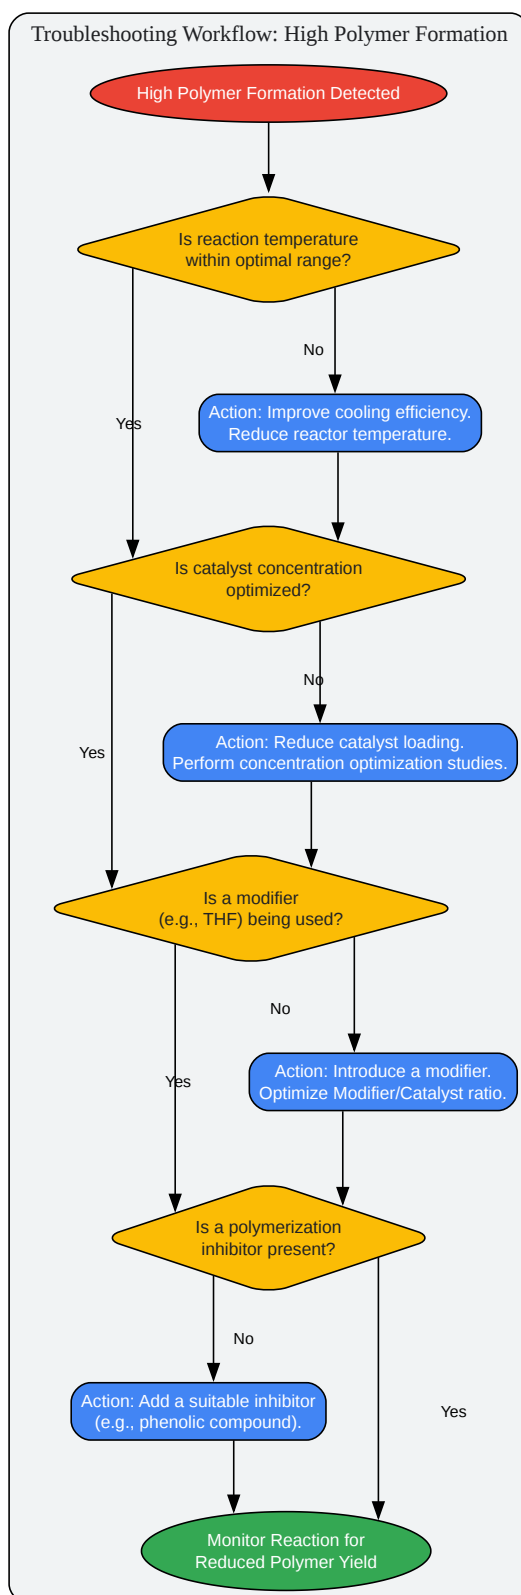 Troubleshooting Workflow: High Polymer Formation
High Polymer Formation Detected
Is reaction temperature
within optimal range?
No
Action: Improve cooling efficiency.
Reduce reactor temperature.
Yes
Is catalyst concentration
optimized?
No
Action: Reduce catalyst loading.
Perform concentration optimization studies.
Yes
Is a modifier
(e.g., THF) being used?
No
Action: Introduce a modifier.
Optimize Modifier/Catalyst ratio.
Yes
Is a polymerization
inhibitor present?
No
Action: Add a suitable inhibitor
(e.g., phenolic compound).
Yes
Monitor Reaction for
Reduced Polymer Yield